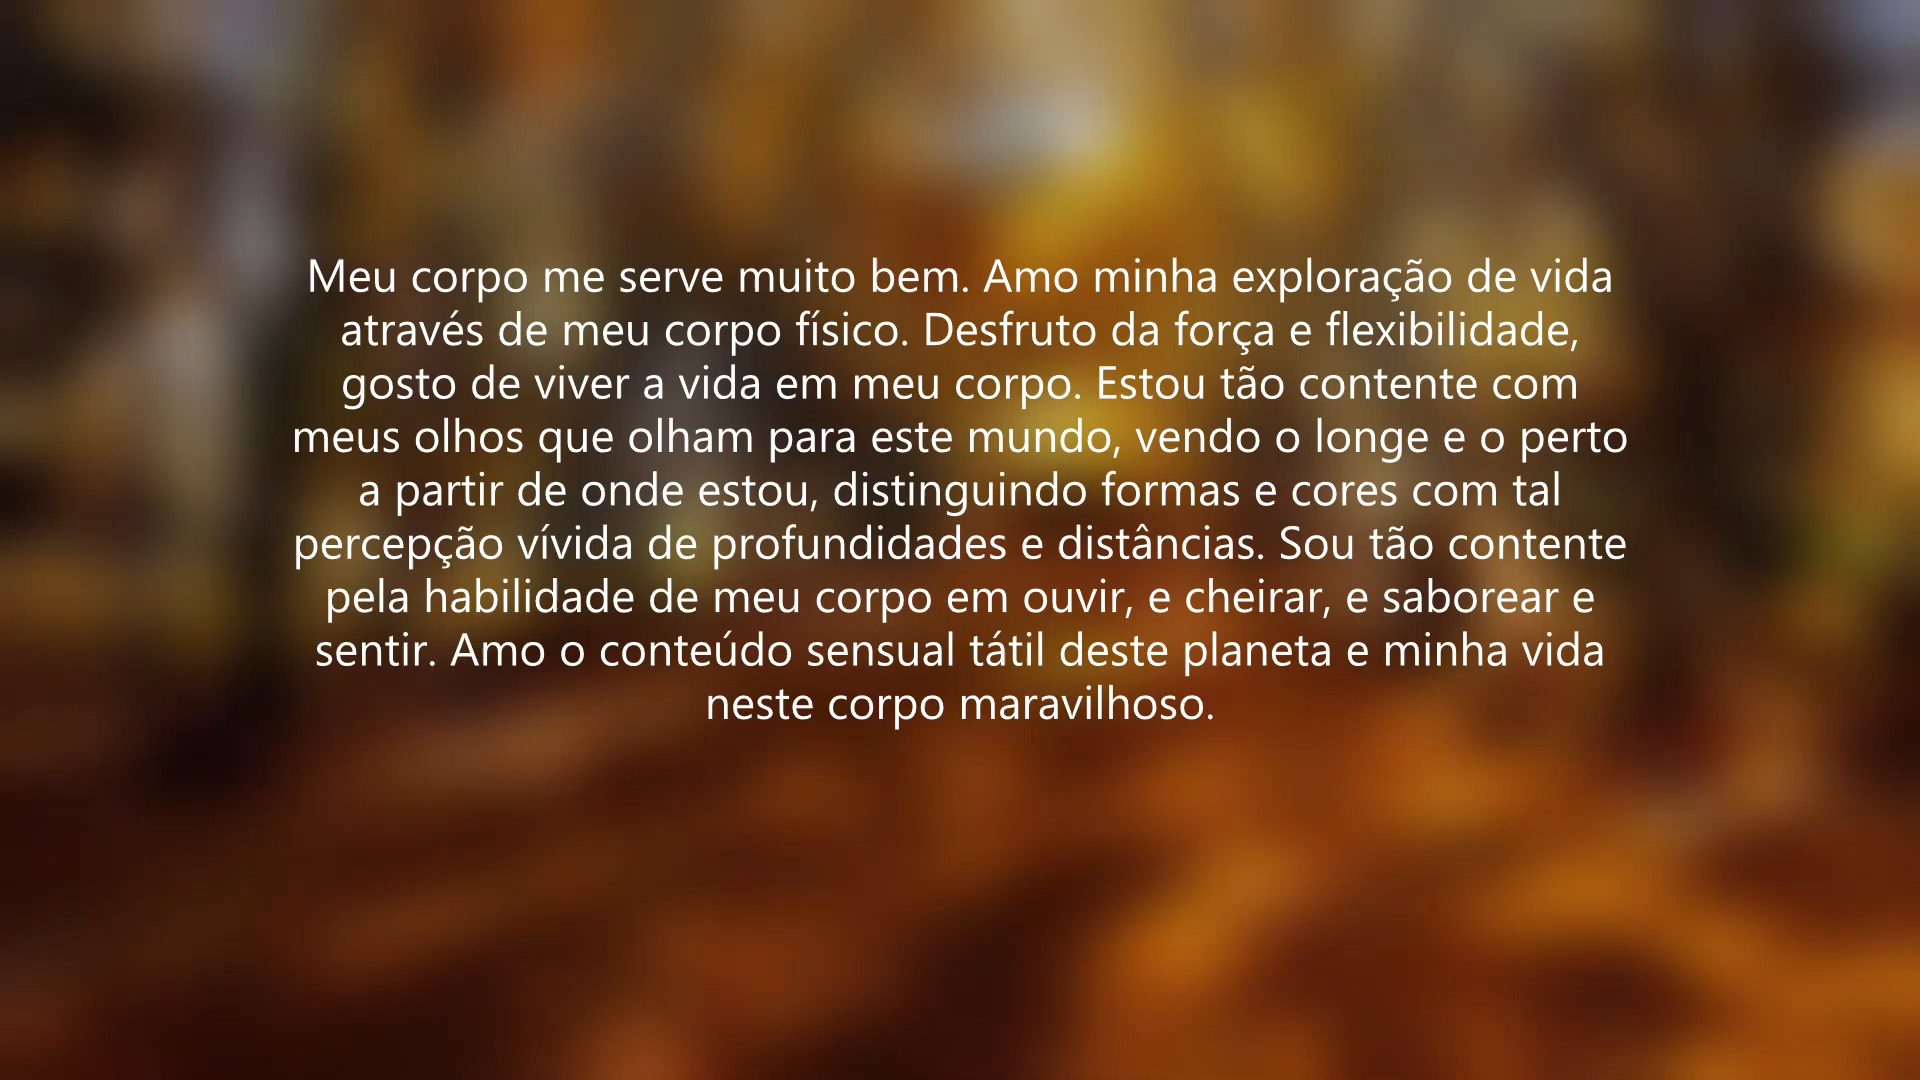 Meu corpo me serve muito bem. Amo minha exploração de vida
através de meu corpo físico. Desfruto da força e flexibilidade,
gosto de viver a vida em meu corpo. Estou tão contente com
meus olhos que olham para este mundo, vendo o longe e o perto
a partir de onde estou, distinguindo formas e cores com tal
percepção vívida de profundidades e distâncias. Sou tão contente
pela habilidade de meu corpo em ouvir, e cheirar, e saborear e
sentir. Amo o conteúdo sensual tátil deste planeta e minha vida
neste corpo maravilhoso.